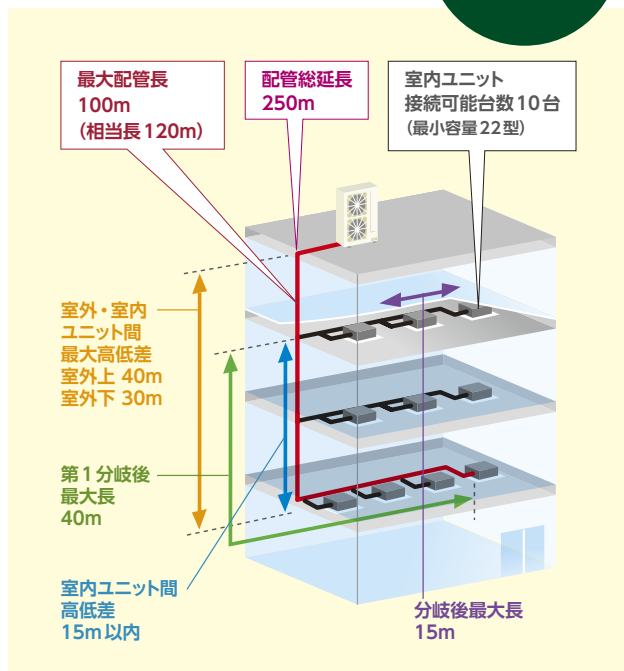 最大配管長
100m
(相当長120m)
配管総延長
250m
室内ユニット
接続可能台数10台
(最小容量22型)
室外・室内
ユニット間
最大高低差
室外上 40m
室外下 30m
第1分岐後
最大長
40m
室内ユニット間
高低差
15m以内
分岐後最大長
15m